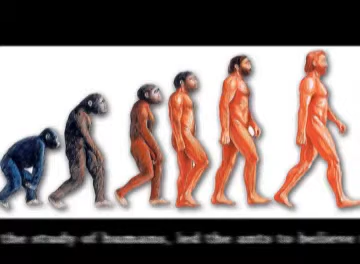 the study of humans, led the ants to believe